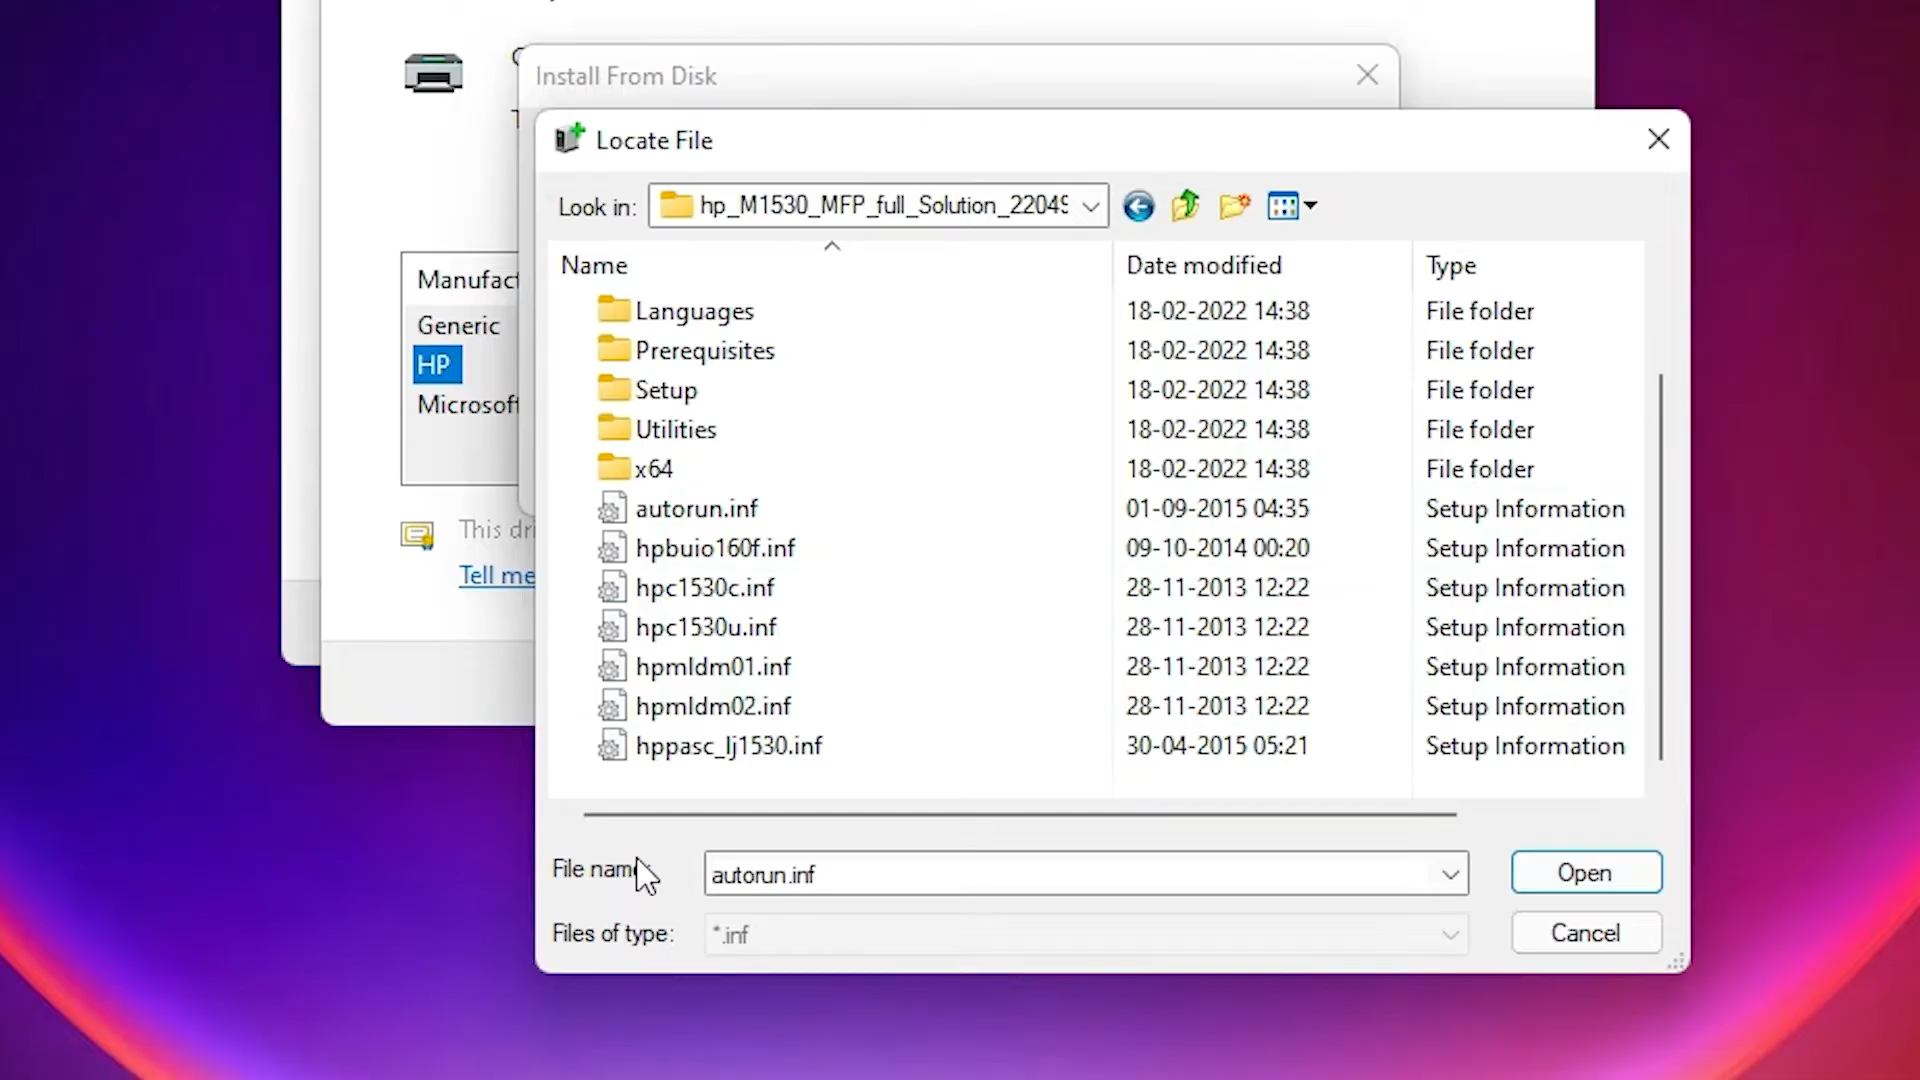 Install From Disk
Locate File
Look in: hp_M1530_MFP_full_Solution_22049
Name Date modified Type
Languages 18-02-2022 14:38 File folder
Prerequisites 18-02-2022 14:38 File folder
Setup 18-02-2022 14:38 File folder
Utilities 18-02-2022 14:38 File folder
x64 18-02-2022 14:38 File folder
autorun.inf 01-09-2015 04:35 Setup Information
hpbuio160f.inf 09-10-2014 00:20 Setup Information
hpc1530c.inf 28-11-2013 12:22 Setup Information
hpc1530u.inf 28-11-2013 12:22 Setup Information
hpmldm01.inf 28-11-2013 12:22 Setup Information
hpmldm02.inf 28-11-2013 12:22 Setup Information
hppasc_lj1530.inf 30-04-2015 05:21 Setup Information
File name autorun.inf Open
Files of type: *.inf Cancel
Manufact
Generic
HP
Microsoft
This dri
Tell me